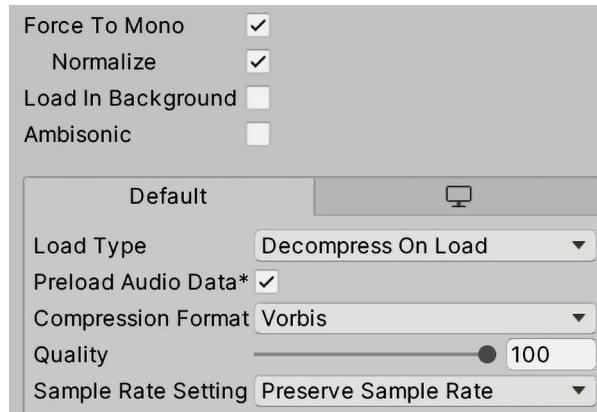 Force To Mono
Normalize
Load In Background
Ambisonic
Default
Load Type Decompress On Load
Preload Audio Data*
Compression Format Vorbis
Quality 100
Sample Rate Setting Preserve Sample Rate